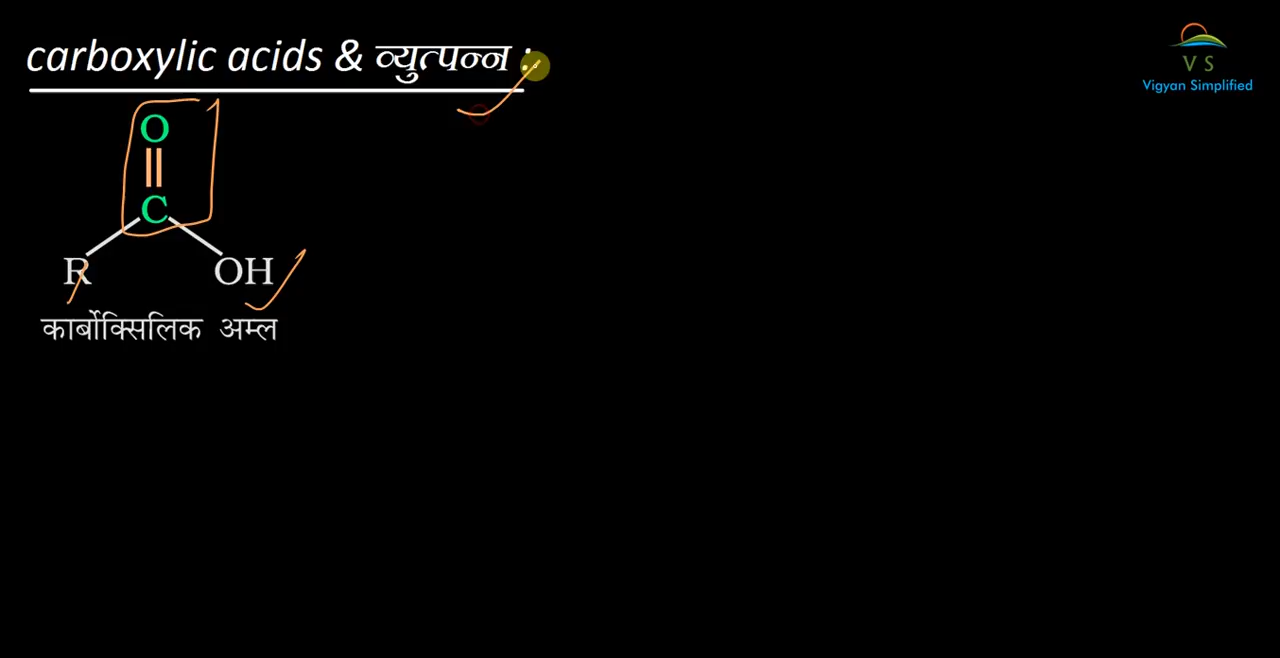 carboxylic acids & व्युत्पन्न :
V S
Vigyan Simplified
O
C
R OH
कार्बोक्सिलिक अम्ल